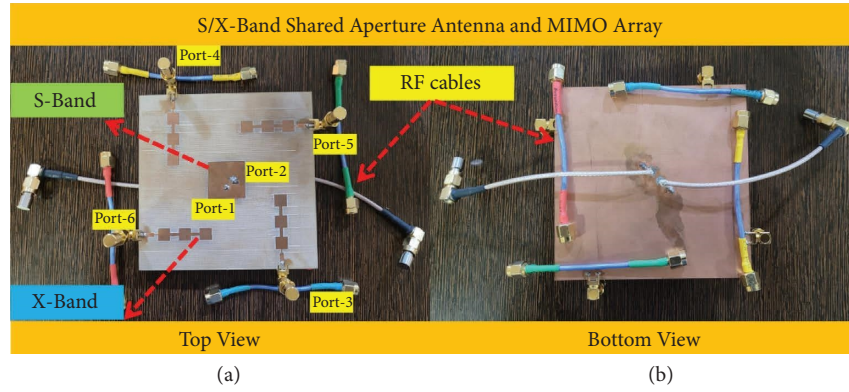 S/X-Band Shared Aperture Antenna and MIMO Array
Port-4
S-Band
RF cables
Port-5
Port-2
Port-1
Port-6
X-Band
Port-3
Top View
Bottom View
(a)
(b)